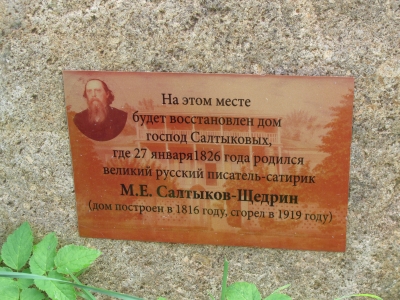 На этом месте
будет восстановлен дом
господ Салтыковых,
где 27 января1826 года родился
великий русский писатель-сатирик
М.Е. Салтыков-Щедрин
(дом построен в 1816 году, сгорел в 1919 году)